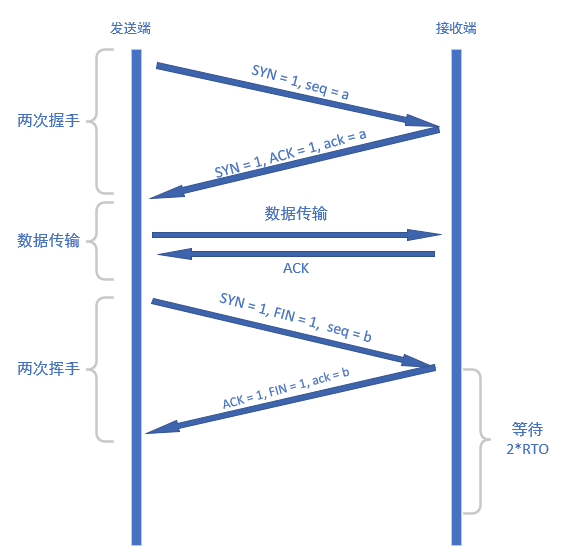 发送端
接收端
SYN = 1, seq = a
两次握手
SYN = 1, ACK = 1, ack = a
数据传输
数据传输
ACK
SYN = 1, FIN = 1,  seq = b
两次挥手
ACK = 1, FIN = 1, ack = b
等待
2*RTO